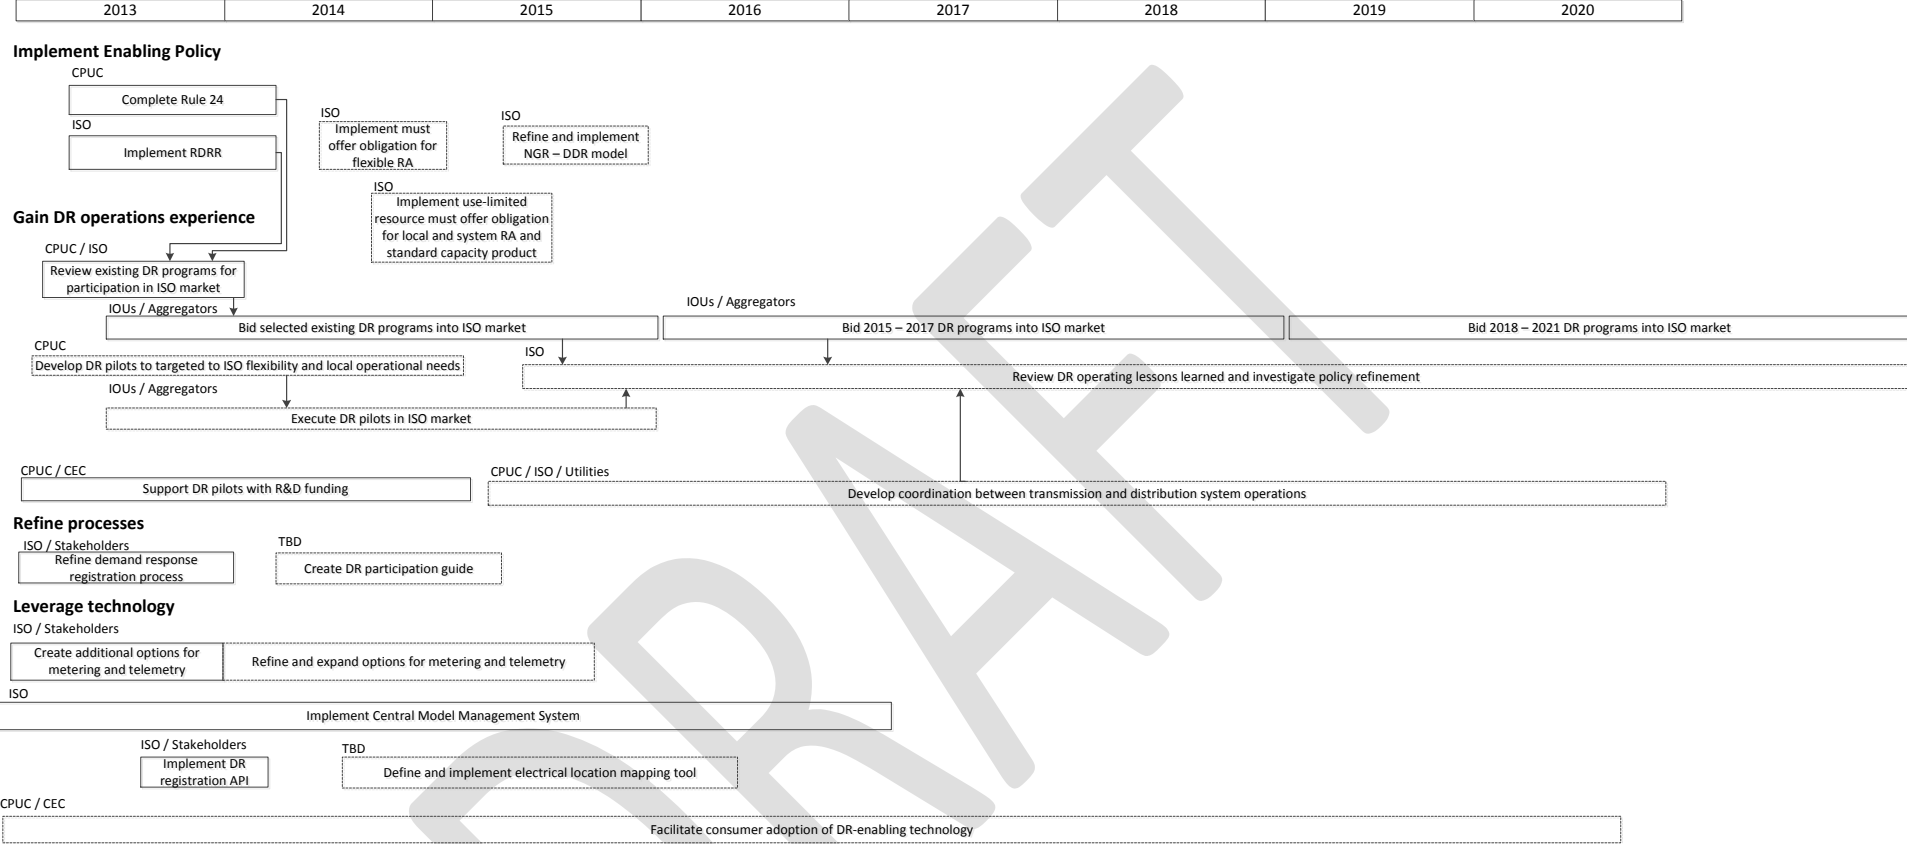 2013 2014 2015 2016 2017 2018 2019 2020
Implement Enabling Policy
CPUC
Complete Rule 24
ISO
Implement RDRR
ISO
Implement must
offer obligation for
flexible RA
ISO
Refine and implement
NGR – DDR model
ISO
Implement use-limited
resource must offer obligation
for local and system RA and
standard capacity product
Gain DR operations experience
CPUC / ISO
Review existing DR programs for
participation in ISO market
IOUs / Aggregators
Bid selected existing DR programs into ISO market
IOUs / Aggregators
Bid 2015 – 2017 DR programs into ISO market
Bid 2018 – 2021 DR programs into ISO market
CPUC
Develop DR pilots to targeted to ISO flexibility and local operational needs
ISO
Review DR operating lessons learned and investigate policy refinement
IOUs / Aggregators
Execute DR pilots in ISO market
CPUC / CEC
Support DR pilots with R&D funding
CPUC / ISO / Utilities
Develop coordination between transmission and distribution system operations
Refine processes
ISO / Stakeholders
Refine demand response
registration process
TBD
Create DR participation guide
Leverage technology
ISO / Stakeholders
Create additional options for
metering and telemetry
Refine and expand options for metering and telemetry
ISO
Implement Central Model Management System
ISO / Stakeholders
Implement DR
registration API
TBD
Define and implement electrical location mapping tool
CPUC / CEC
Facilitate consumer adoption of DR-enabling technology
DRAFT